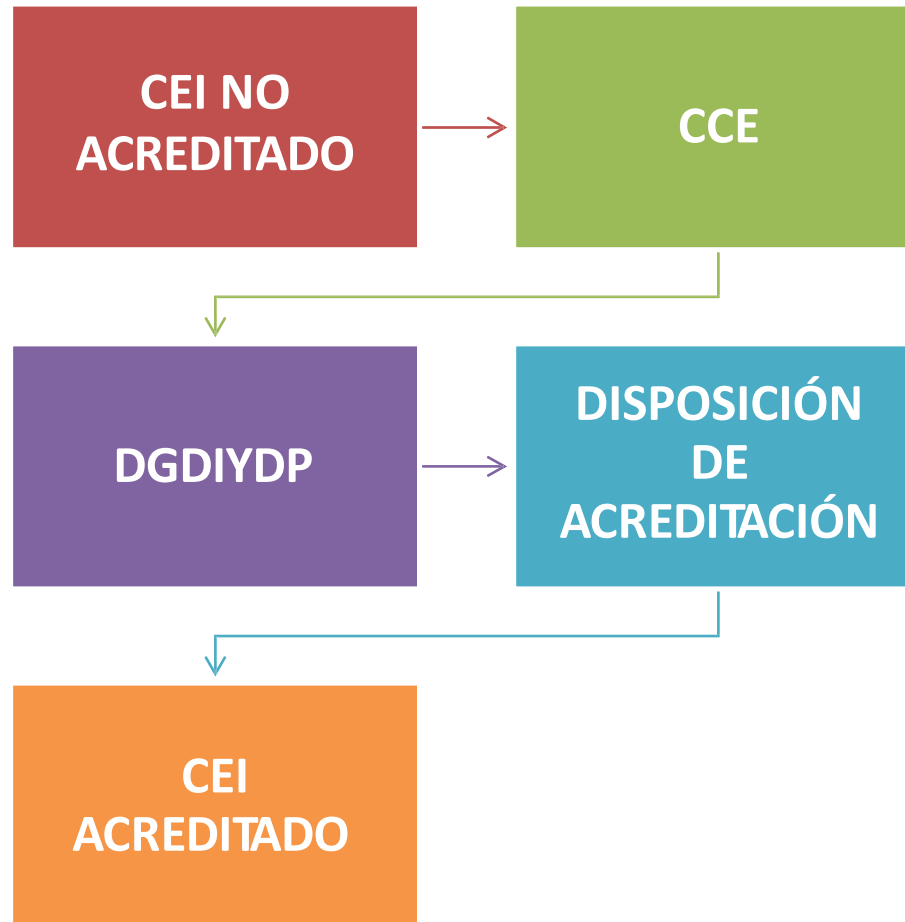 CEI NO
ACREDITADO
CCE
DGDIYDP
DISPOSICIÓN
DE
ACREDITACIÓN
CEI
ACREDITADO